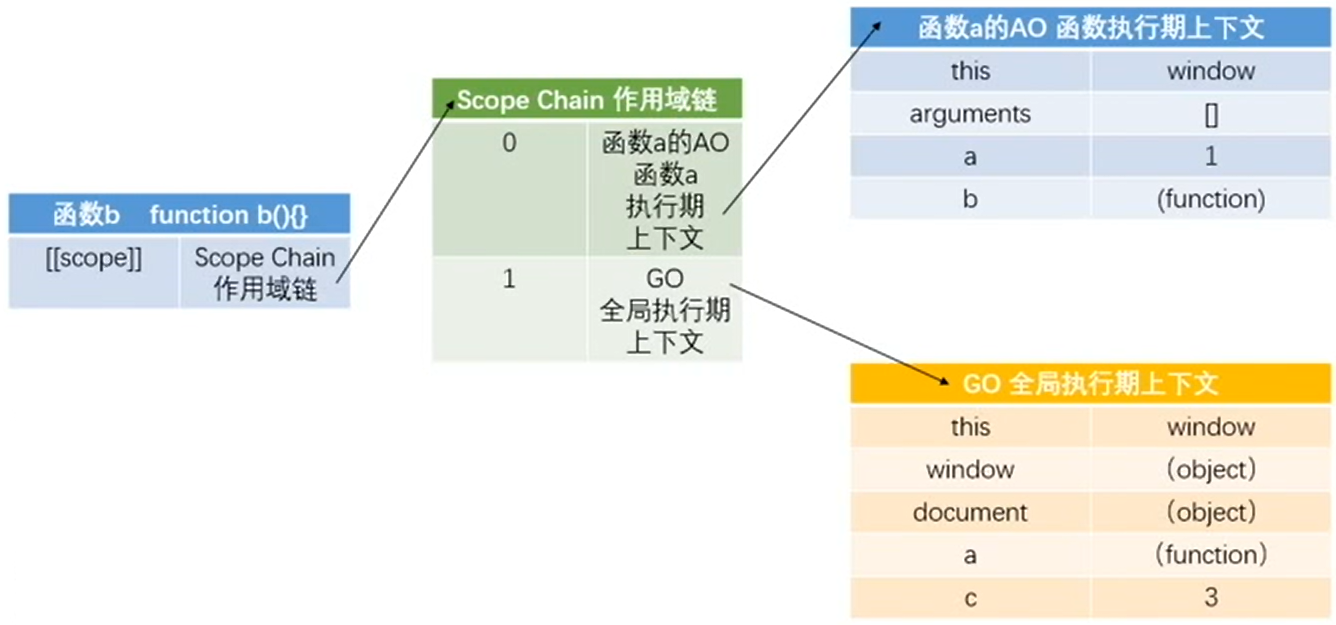 函数b function b(){}
[[scope]]
Scope Chain
作用域链
Scope Chain 作用域链
0
函数a的AO
函数a
执行期
上下文
1
GO
全局执行期
上下文
函数a的AO 函数执行期上下文
this window
arguments []
a 1
b (function)
GO 全局执行期上下文
this window
window （object）
document （object）
a （function）
c 3